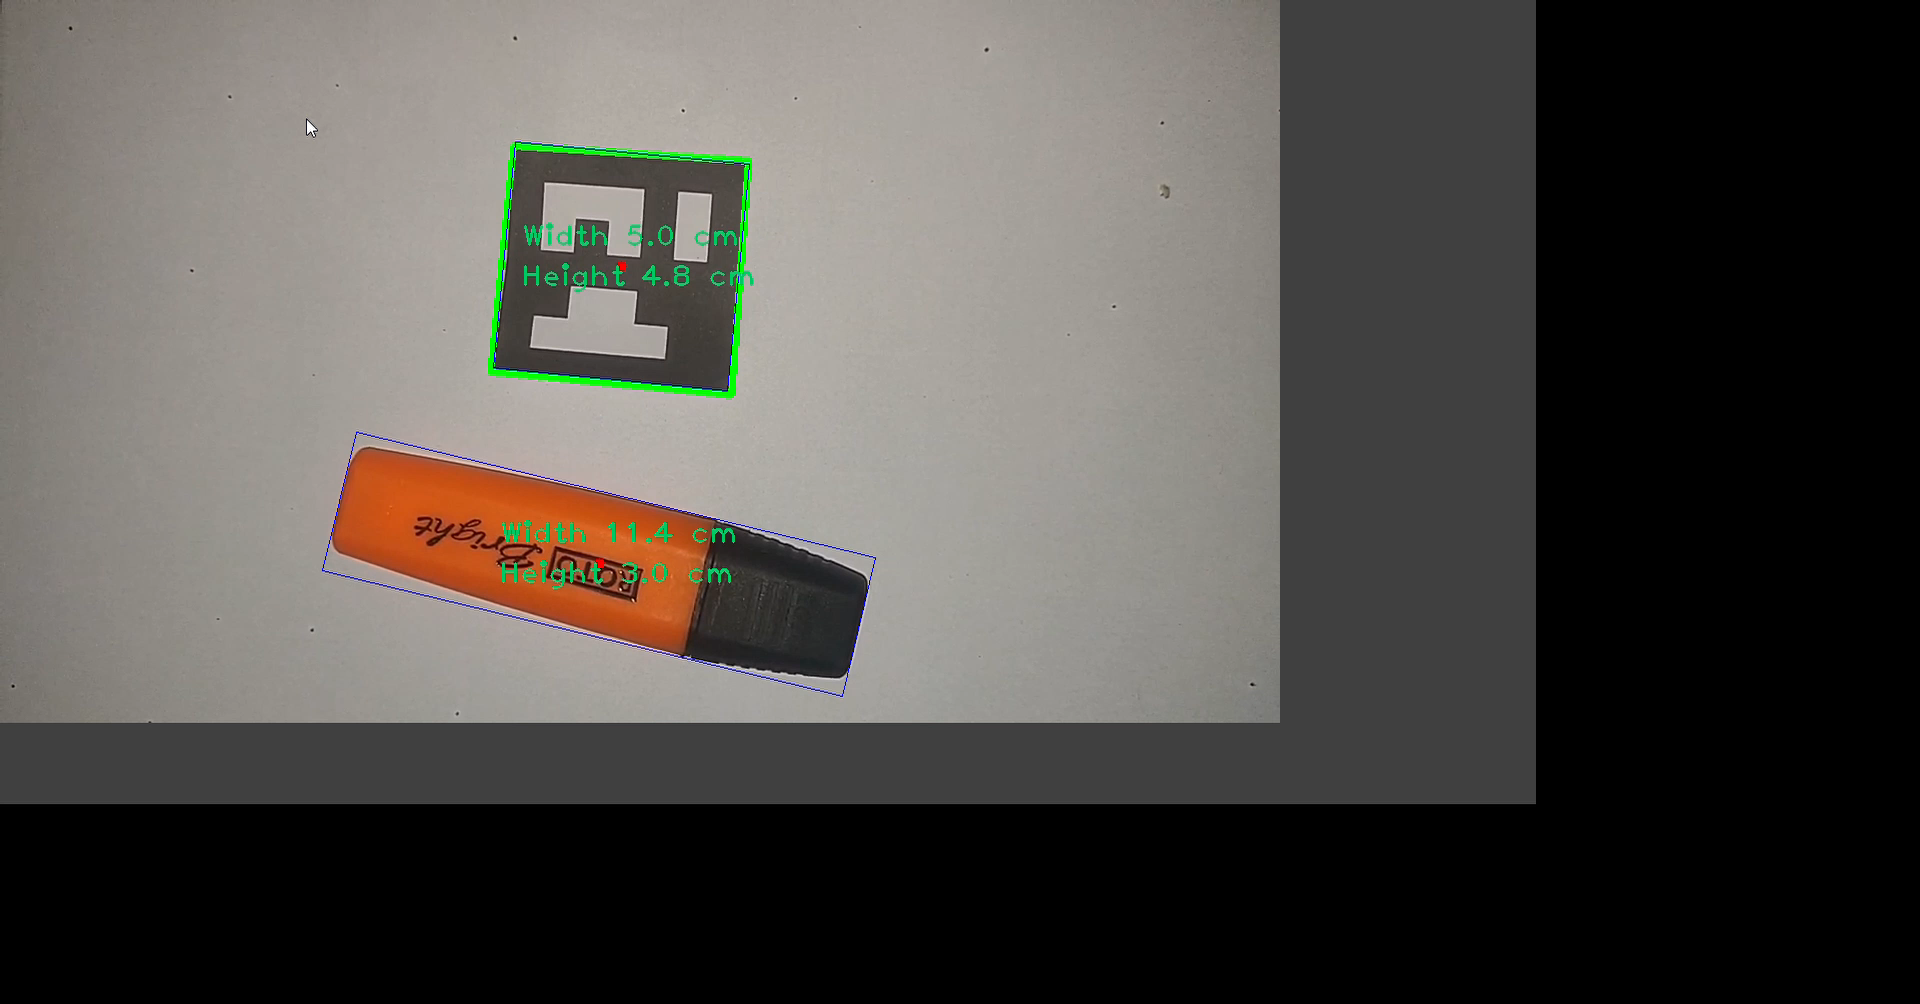 Width 5.0 cm
Height 4.8 cm
Width 11.4 cm
Bright
Height 3.0 cm